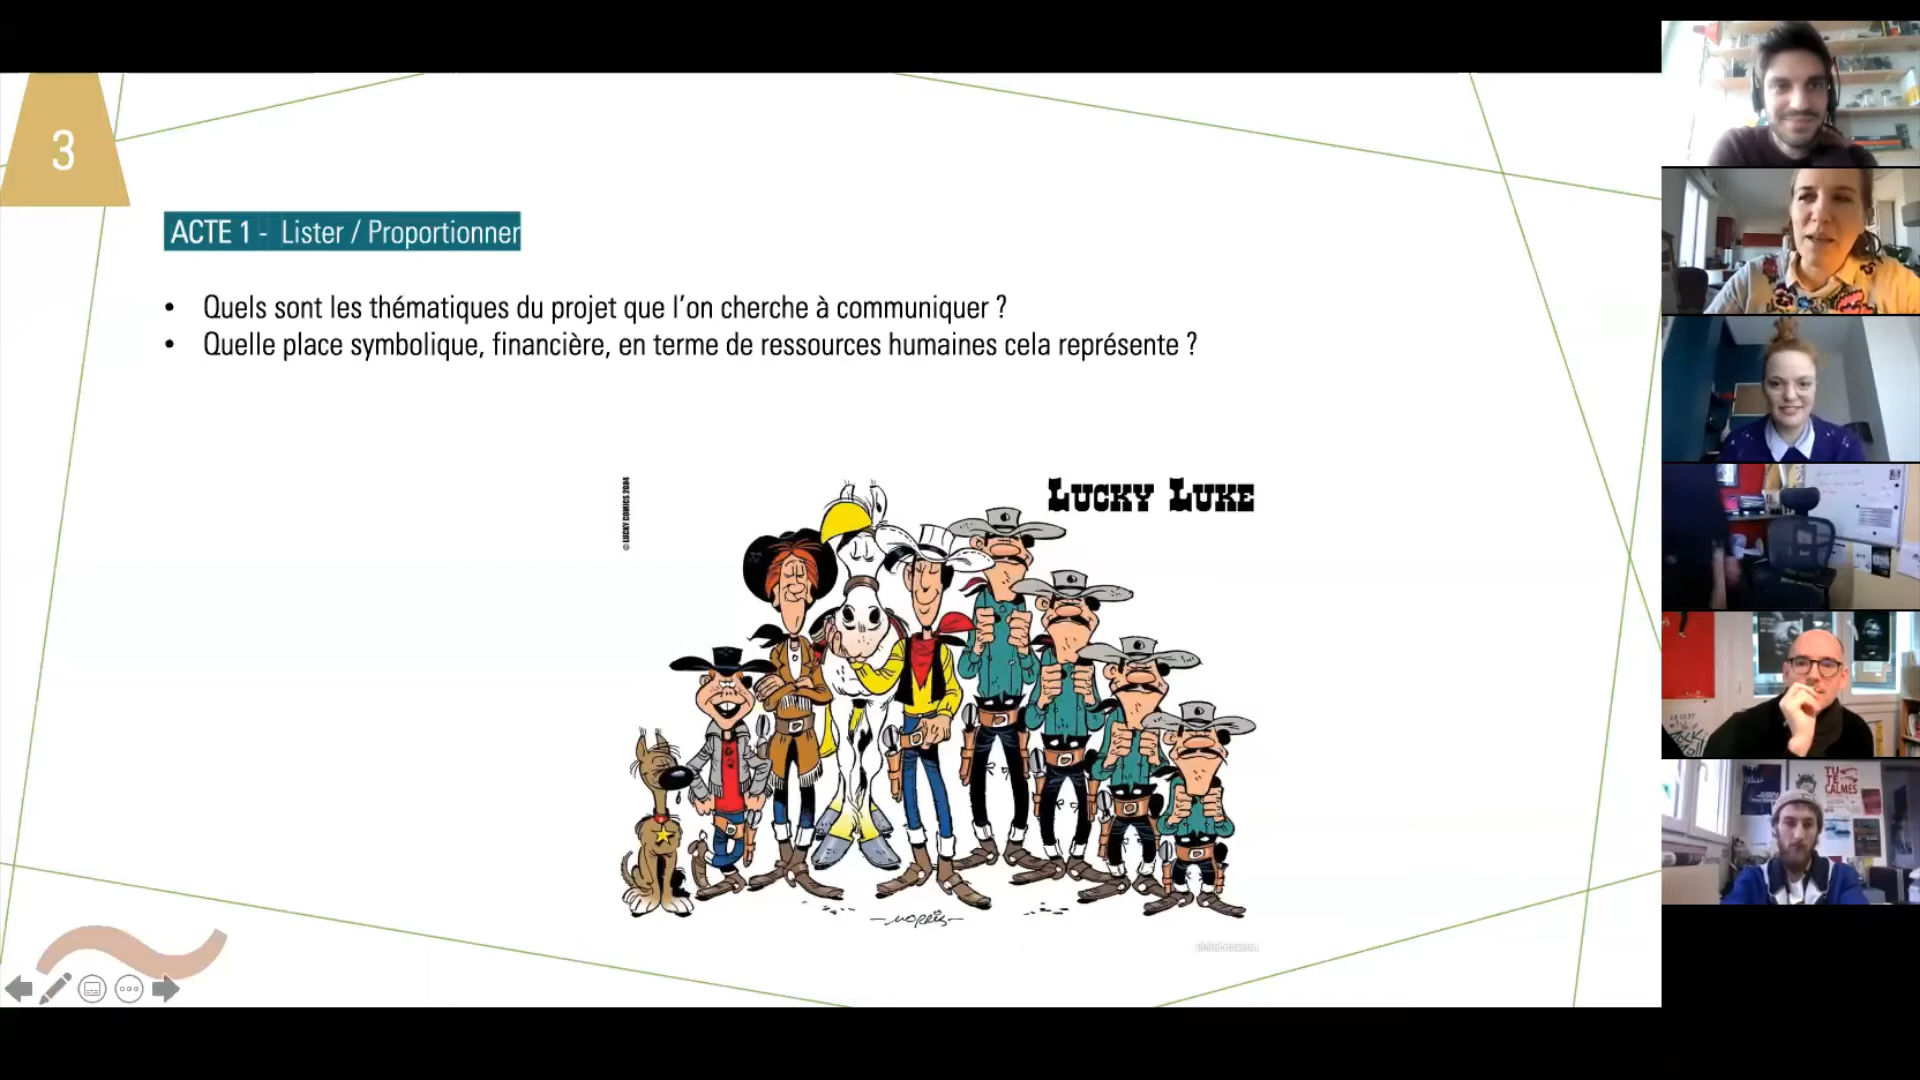 3
ACTE 1 - Lister / Proportionner
• Quels sont les thématiques du projet que l’on cherche à communiquer ?
• Quelle place symbolique, financière, en terme de ressources humaines cela représente ?
LUCKY LUKE
© LUCKY COMICS 2004
MORRIS
TU
TE
CALMES